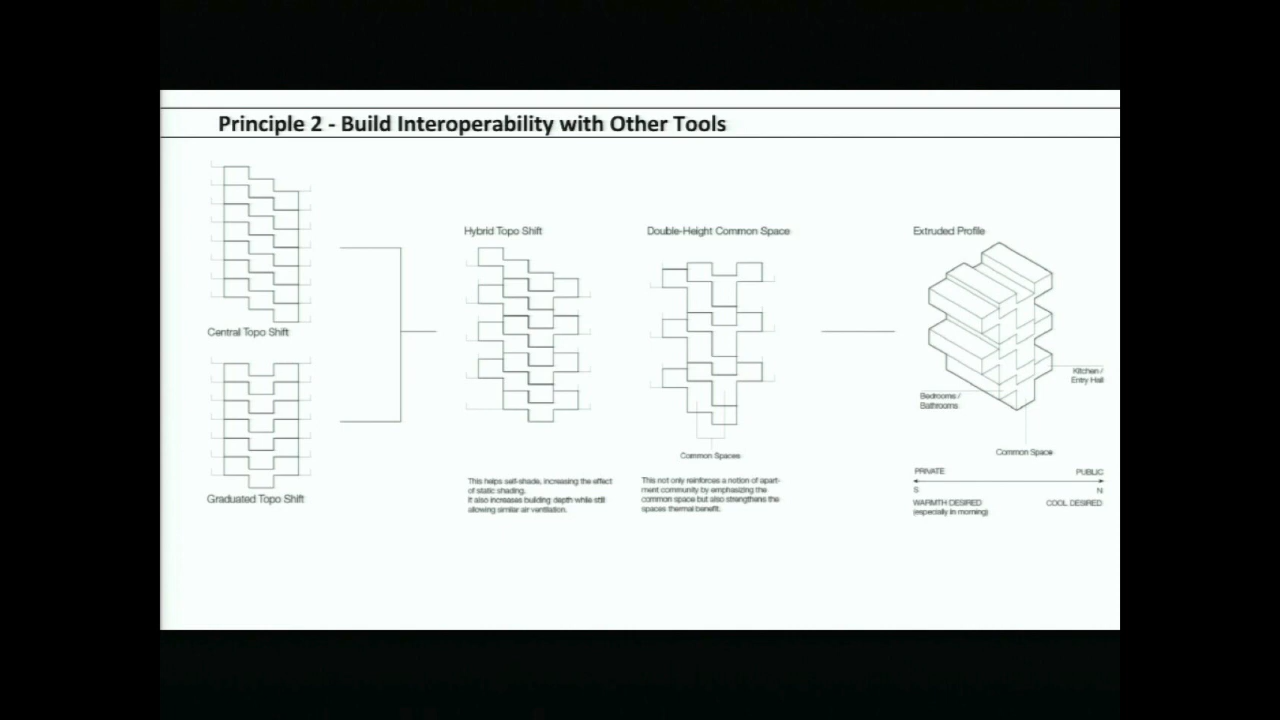 Principle 2 - Build Interoperability with Other Tools
Central Topo Shift
Graduated Topo Shift
Hybrid Topo Shift
This helps self-shade, increasing the effect
of static shading.
It also increases building depth while still
allowing similar air ventilation.
Double-Height Common Space
Common Spaces
This not only reinforces a notion of apart-
ment community by emphasizing the
common space but also strengthens the
spaces thermal benefit.
Extruded Profile
Kitchen /
Entry Hall
Bedrooms /
Bathrooms
Common Space
PRIVATE PUBLIC
S N
WARMTH DESIRED COOL DESIRED
(especially in morning)